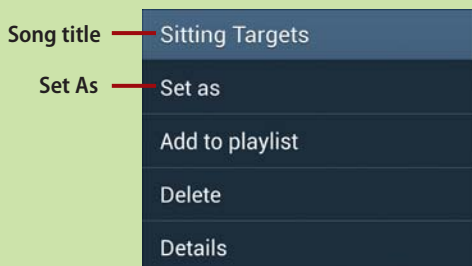 Song title
Sitting Targets
Set As
Set as
Add to playlist
Delete
Details